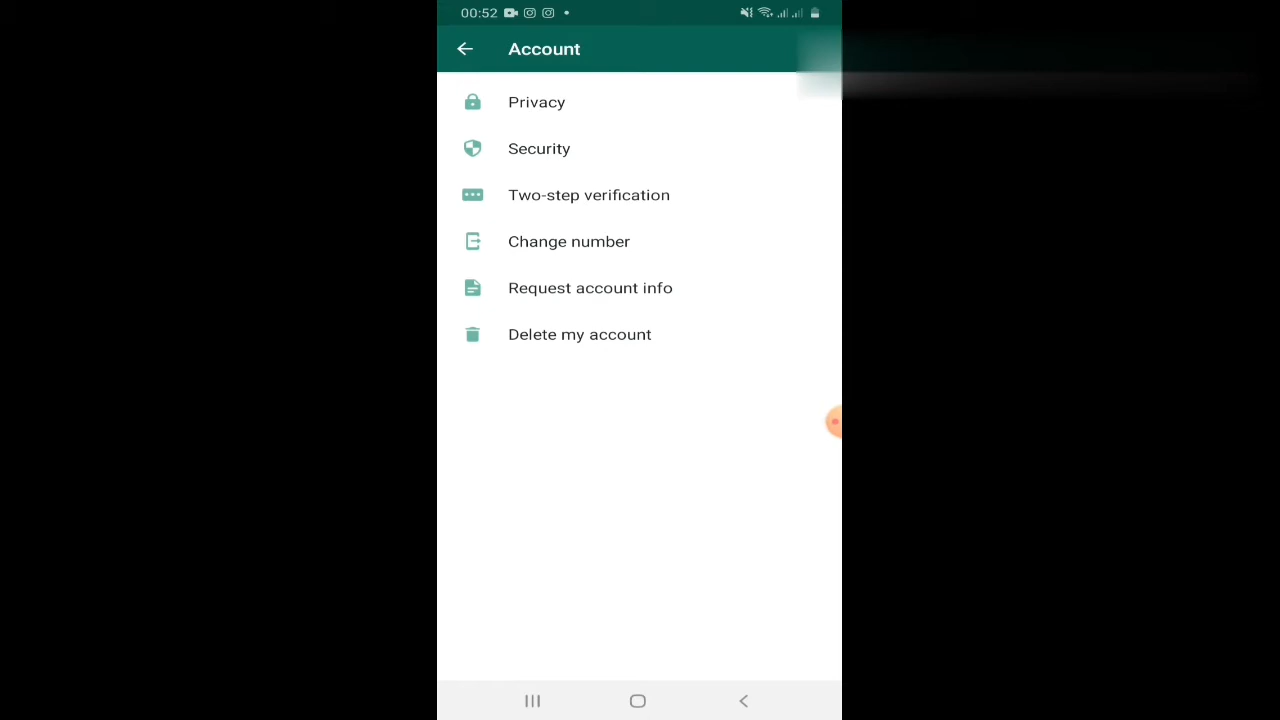 00:52
Account
Privacy
Security
Two-step verification
Change number
Request account info
Delete my account